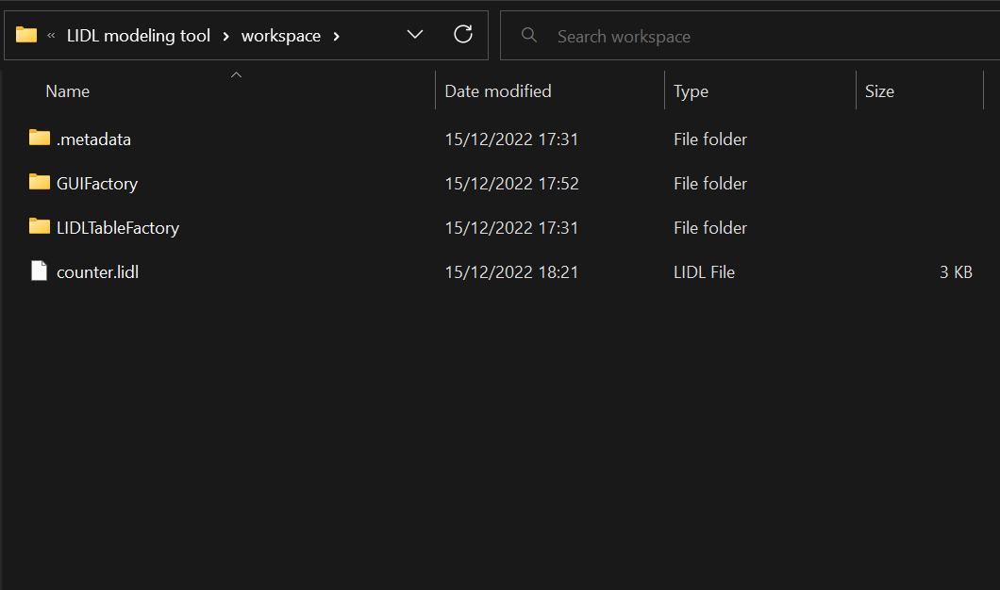 « LIDL modeling tool › workspace › Search workspace
Name Date modified Type Size
.metadata 15/12/2022 17:31 File folder
GUIFactory 15/12/2022 17:52 File folder
LIDLTableFactory 15/12/2022 17:31 File folder
counter.lidl 15/12/2022 18:21 LIDL File 3 KB